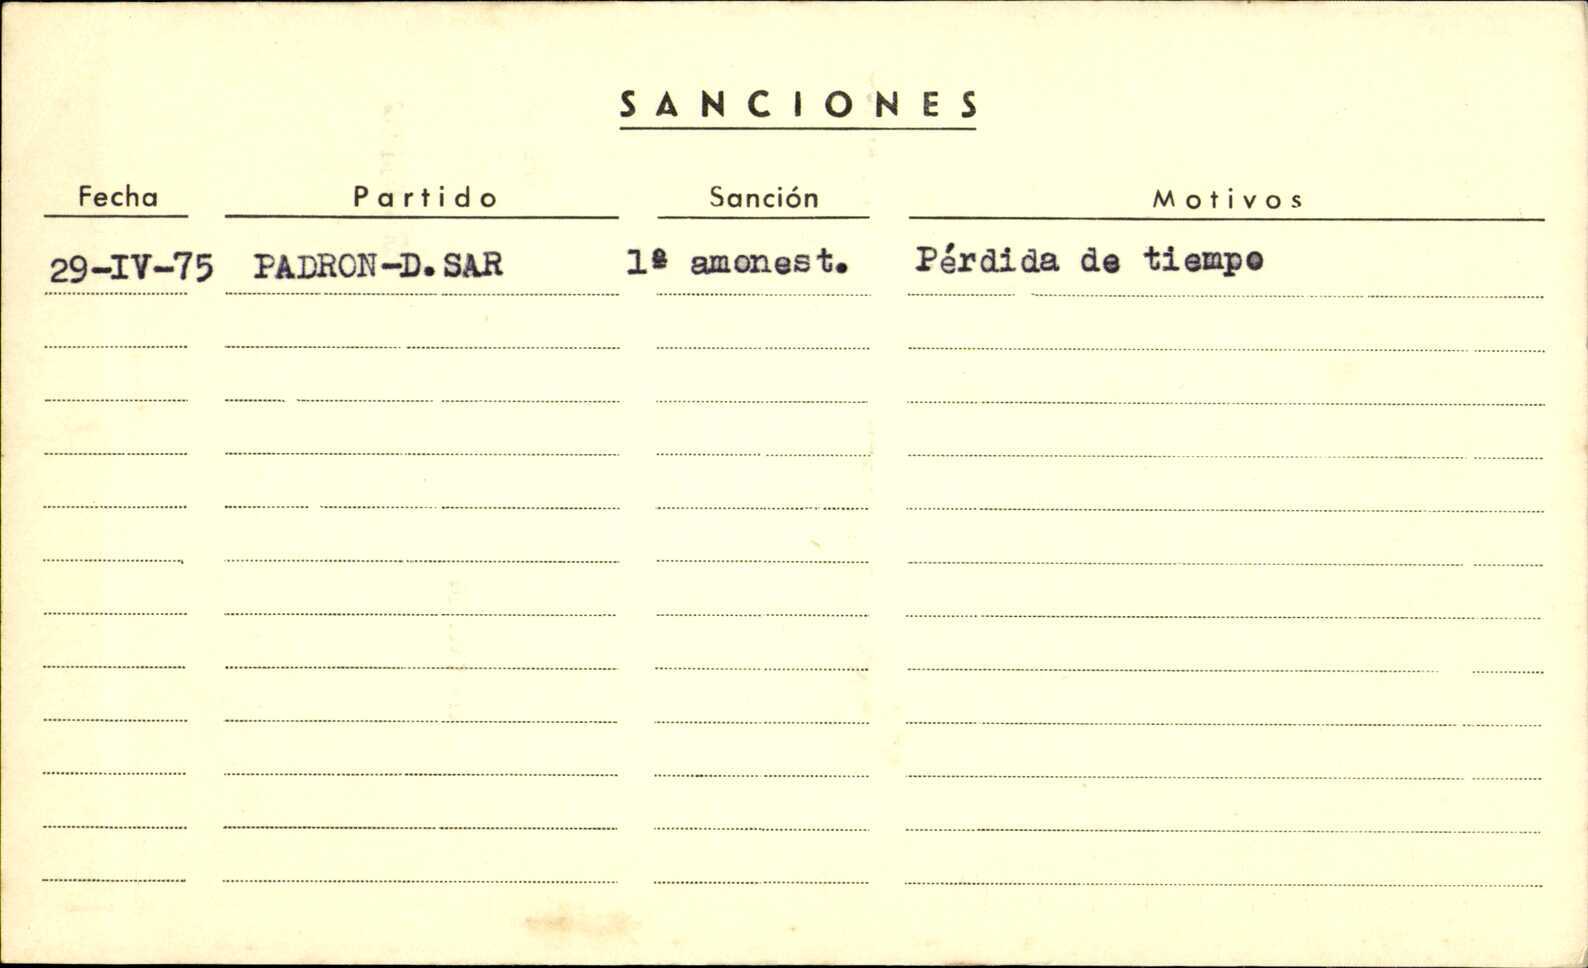 SANCIONES
Fecha Partido Sanción Motivos
29-IV-75 PADRON-D.SAR 1ª amonest. Pérdida de tiempo